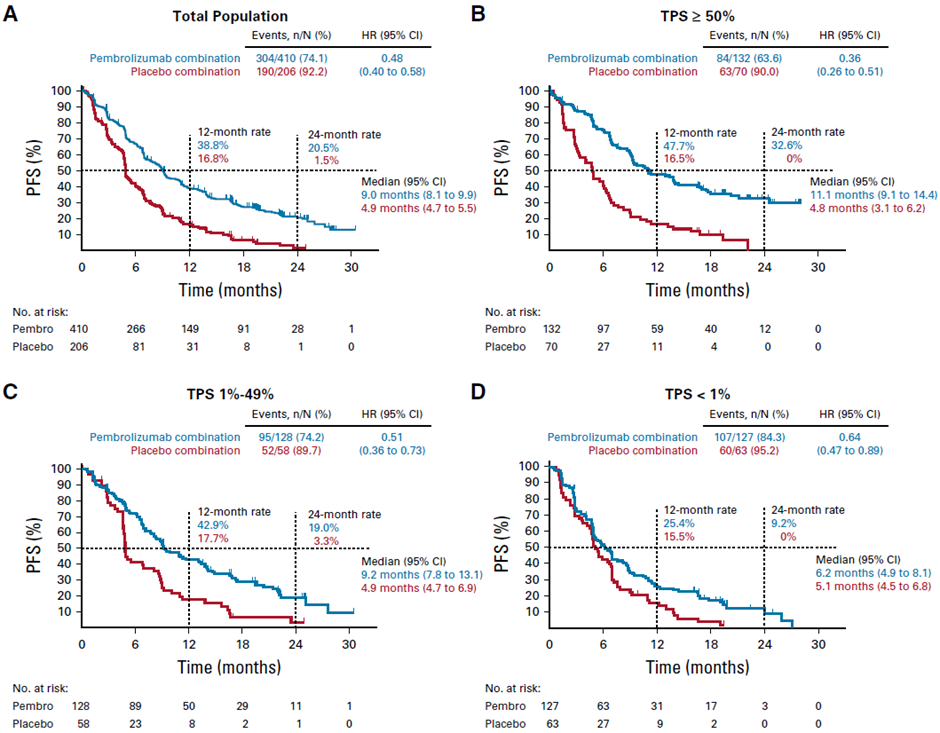 A
Total Population
Events, n/N (%) HR (95% CI)
Pembrolizumab combination 304/410 (74.1) 0.48
Placebo combination 190/206 (92.2) (0.40 to 0.58)
PFS (%)
100
90
80
70
60
50
40
30
20
10
12-month rate
38.8%
16.8%
24-month rate
20.5%
1.5%
Median (95% CI)
9.0 months (8.1 to 9.9)
4.9 months (4.7 to 5.5)
0 6 12 18 24 30
Time (months)
No. at risk:
Pembro 410 266 149 91 28 1
Placebo 206 81 31 8 1 0
B
TPS ≥ 50%
Events, n/N (%) HR (95% CI)
Pembrolizumab combination 84/132 (63.6) 0.36
Placebo combination 63/70 (90.0) (0.26 to 0.51)
PFS (%)
100
90
80
70
60
50
40
30
20
10
12-month rate
47.7%
16.5%
24-month rate
32.6%
0%
Median (95% CI)
11.1 months (9.1 to 14.4)
4.8 months (3.1 to 6.2)
0 6 12 18 24 30
Time (months)
No. at risk:
Pembro 132 97 59 40 12 0
Placebo 70 27 11 4 0 0
C
TPS 1%-49%
Events, n/N (%) HR (95% CI)
Pembrolizumab combination 95/128 (74.2) 0.51
Placebo combination 52/58 (89.7) (0.36 to 0.73)
PFS (%)
100
90
80
70
60
50
40
30
20
10
12-month rate
42.9%
17.7%
24-month rate
19.0%
3.3%
Median (95% CI)
9.2 months (7.8 to 13.1)
4.9 months (4.7 to 6.9)
0 6 12 18 24 30
Time (months)
No. at risk:
Pembro 128 89 50 29 11 1
Placebo 58 23 8 2 1 0
D
TPS < 1%
Events, n/N (%) HR (95% CI)
Pembrolizumab combination 107/127 (84.3) 0.64
Placebo combination 60/63 (95.2) (0.47 to 0.89)
PFS (%)
100
90
80
70
60
50
40
30
20
10
12-month rate
25.4%
15.5%
24-month rate
9.2%
0%
Median (95% CI)
6.2 months (4.9 to 8.1)
5.1 months (4.5 to 6.8)
0 6 12 18 24 30
Time (months)
No. at risk:
Pembro 127 63 31 17 3 0
Placebo 63 27 9 2 0 0